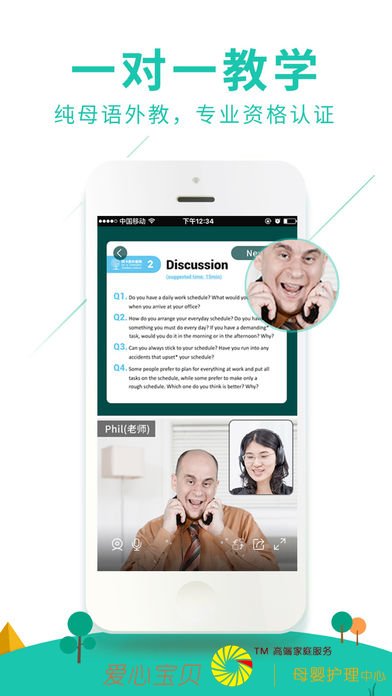 一对一教学
纯母语外教，专业资格认证
中国移动
下午12:34
2
Discussion
(suggested time, 13min)
Q1. Do you have a daily work schedule? What would you
when you arrive at your office?
Q2. How do you arrange your everyday schedule? Do you have
something you must do every day? If you have a demanding*
task, would you do it in the morning or in the afternoon? Why?
Q3. Can you always stick to your schedule? Have you run into any
accidents that upset* your schedule?
Q4. Some people prefer to plan for everything at work and put all
tasks on the schedule, while some prefer to make only a
rough schedule. Which one do you think is better? Why?
Phil(老师)
爱心宝贝
TM 高端家庭服务
母婴护理中心